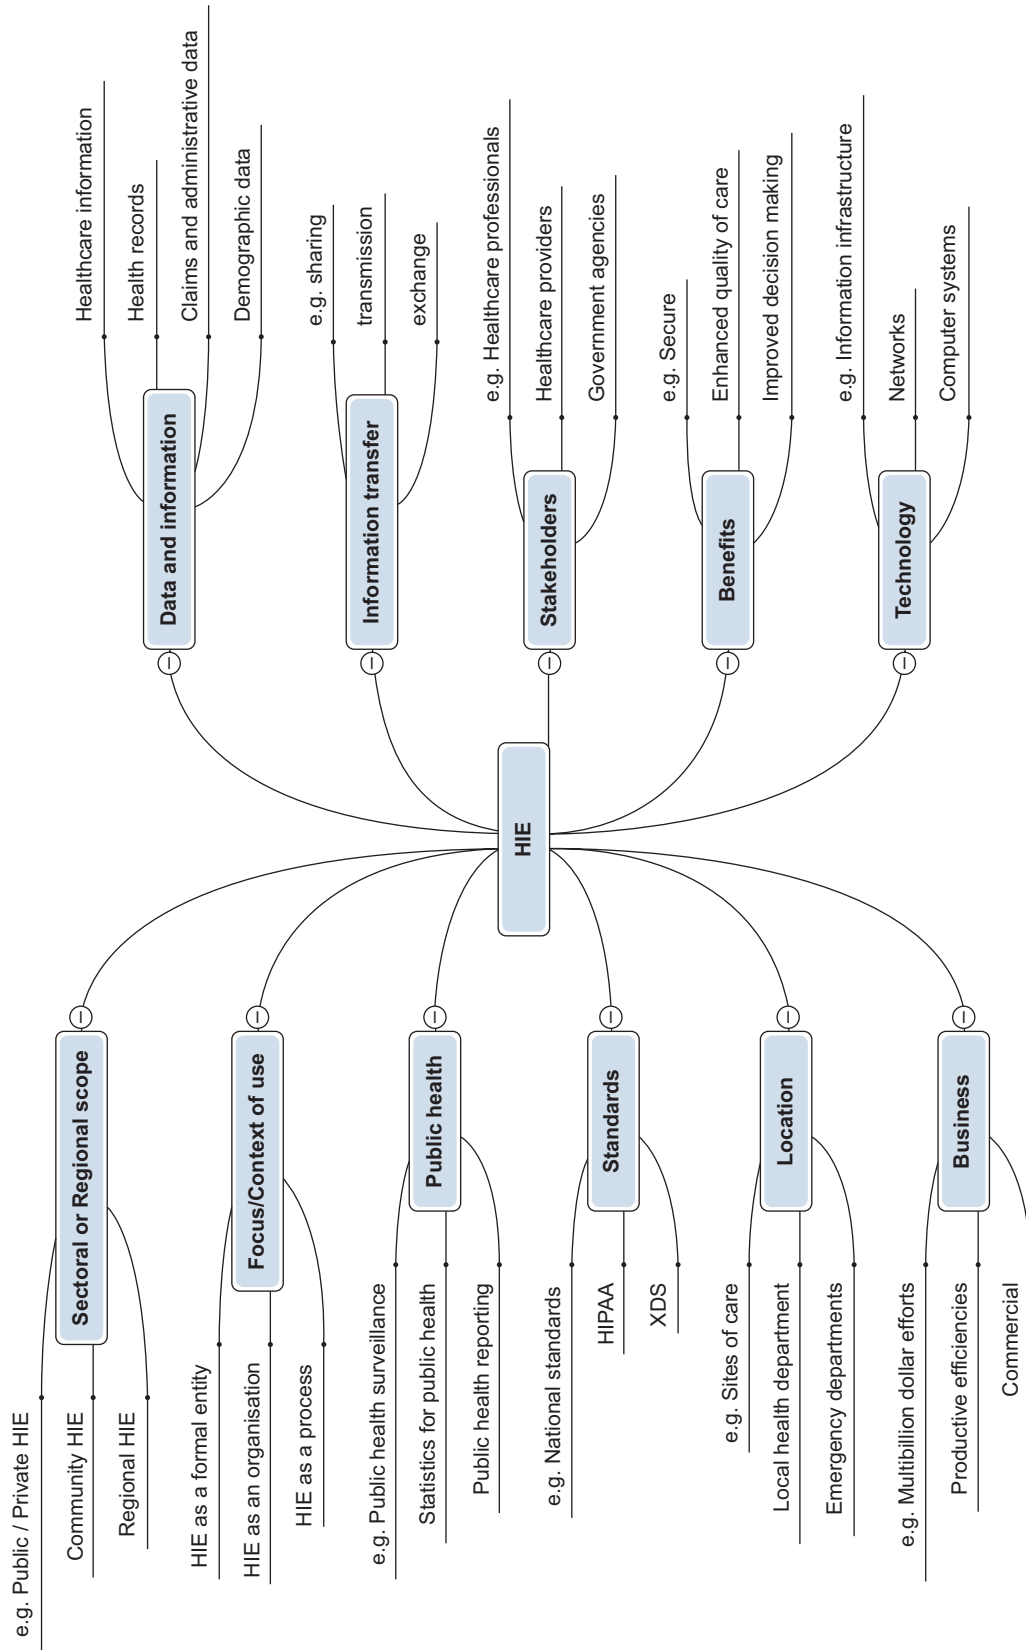 HIE
Sectoral or Regional scope
e.g. Public / Private HIE
Community HIE
Regional HIE
Focus/Context of use
HIE as a formal entity
HIE as an organisation
HIE as a process
Public health
e.g. Public health surveillance
Statistics for public health
Public health reporting
Standards
e.g. National standards
HIPAA
XDS
Location
e.g. Sites of care
Local health department
Emergency departments
Business
e.g. Multibillion dollar efforts
Productive efficiencies
Commercial
Data and information
Healthcare information
Health records
Claims and administrative data
Demographic data
Information transfer
e.g. sharing
transmission
exchange
Stakeholders
e.g. Healthcare professionals
Healthcare providers
Government agencies
Benefits
e.g. Secure
Enhanced quality of care
Improved decision making
Technology
e.g. Information infrastructure
Networks
Computer systems